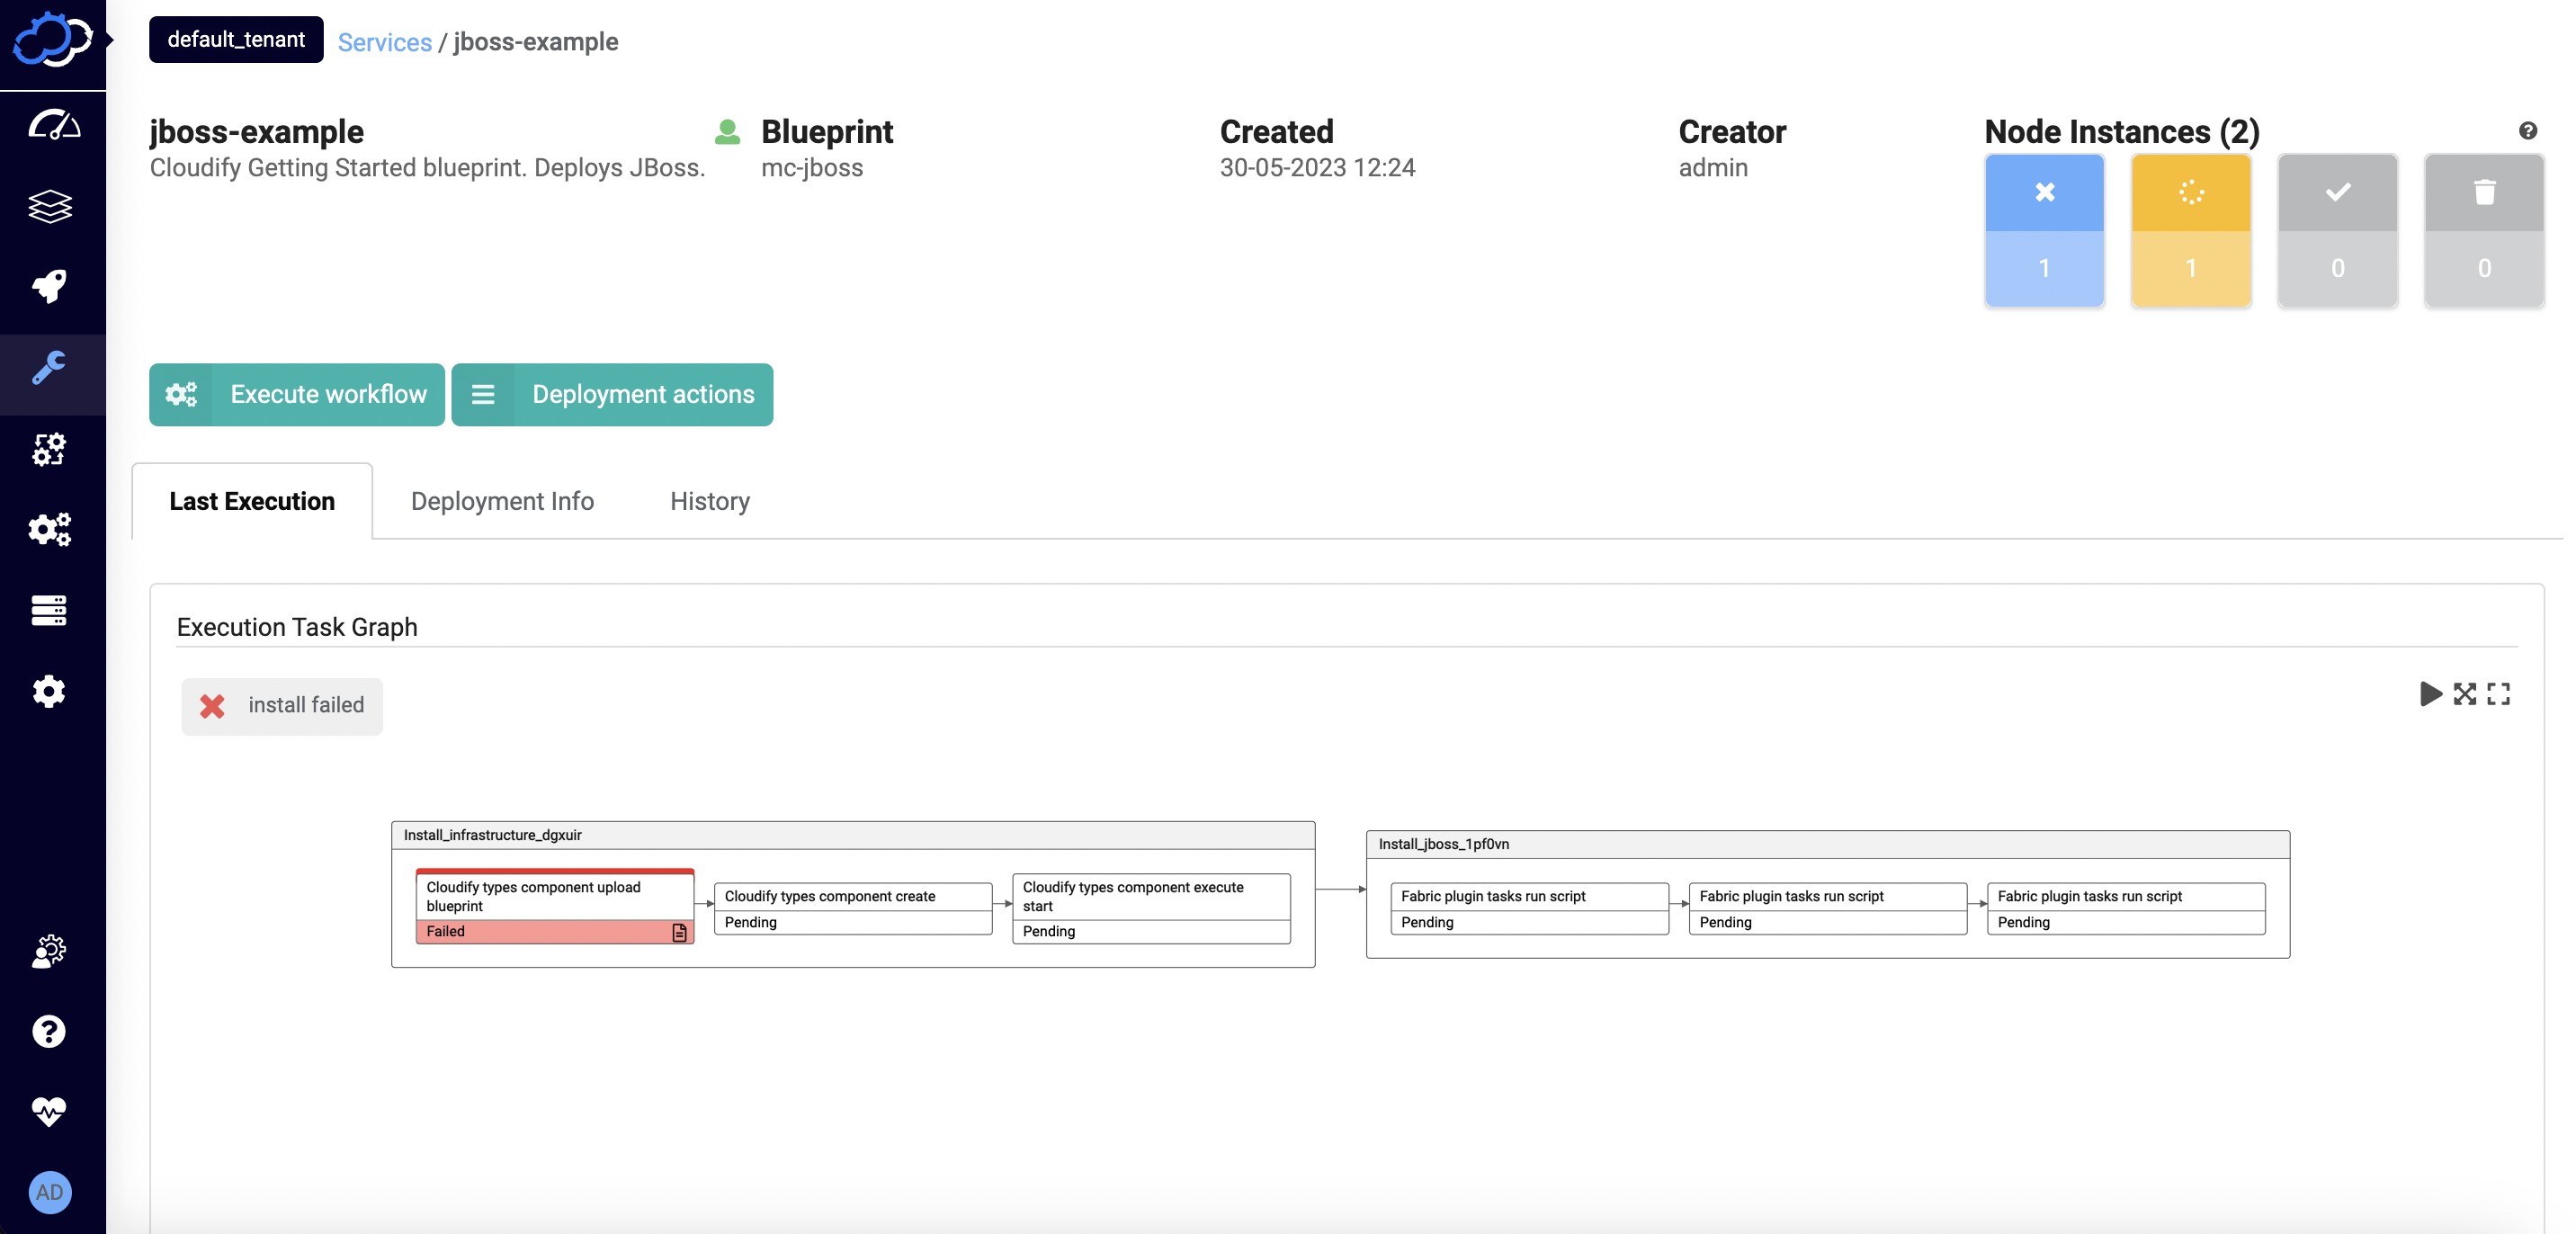 default_tenant
Services / jboss-example
jboss-example
Cloudify Getting Started blueprint. Deploys JBoss.
Blueprint
mc-jboss
Created
30-05-2023 12:24
Creator
admin
Node Instances (2)
1
1
0
0
Execute workflow
Deployment actions
Last Execution
Deployment Info
History
Execution Task Graph
install failed
Install_infrastructure_dgxuir
Cloudify types component upload
blueprint
Failed
Cloudify types component create
Pending
Cloudify types component execute
start
Pending
Install_jboss_1pf0vn
Fabric plugin tasks run script
Pending
Fabric plugin tasks run script
Pending
Fabric plugin tasks run script
Pending
AD